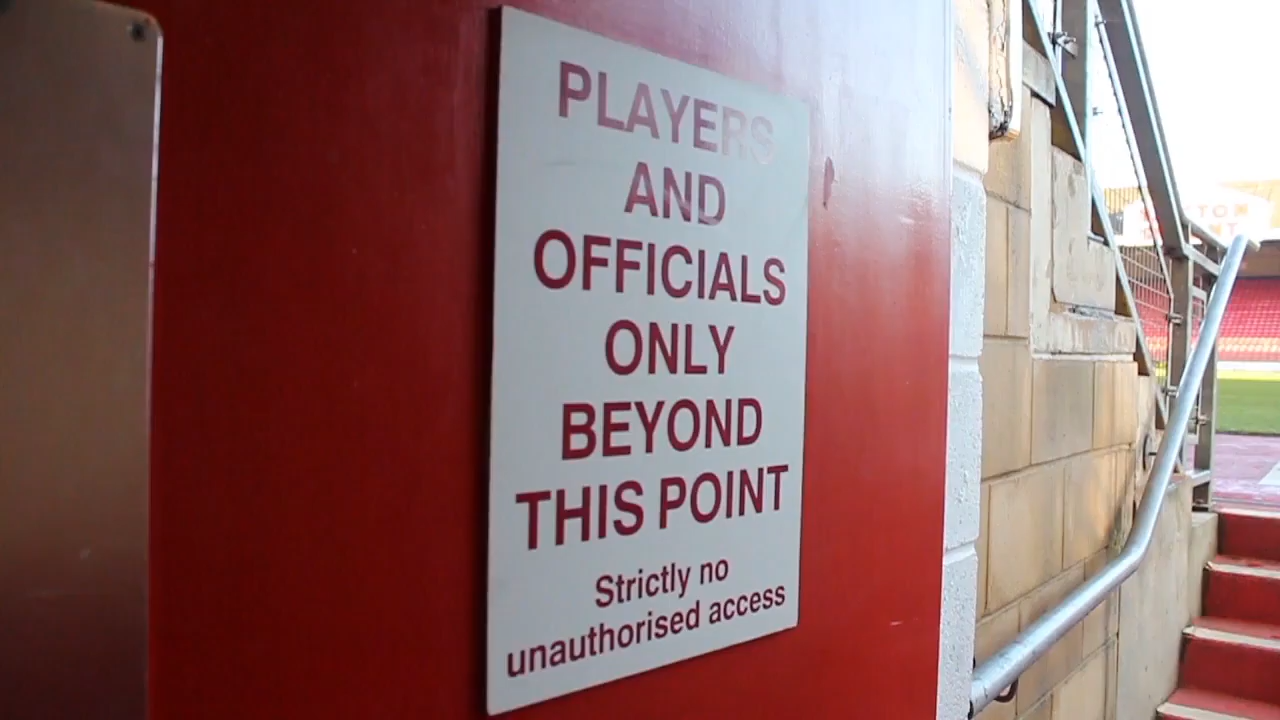 PLAYERS
AND
OFFICIALS
ONLY
BEYOND
THIS POINT
Strictly no
unauthorised access